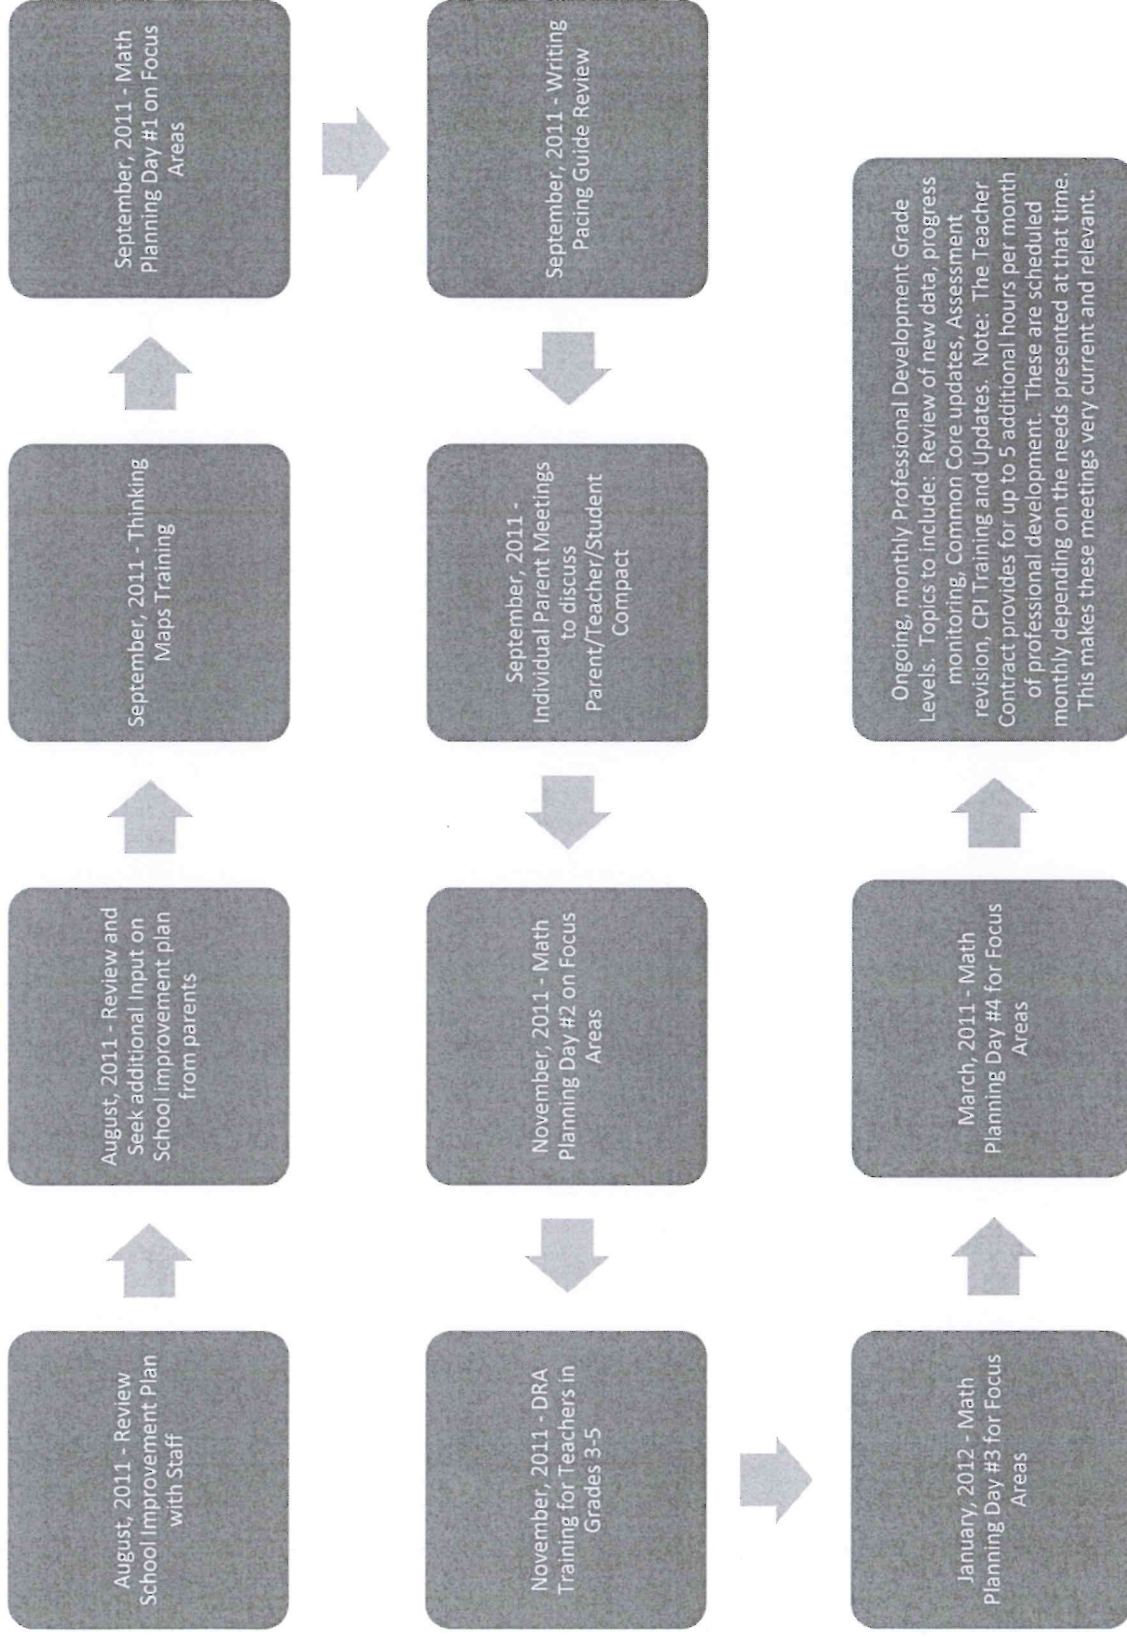 August, 2011 - Review
School Improvement Plan
with Staff
August, 2011 - Review and
Seek additional Input on
School improvement plan
from parents
September, 2011 - Thinking
Maps Training
September, 2011 - Math
Planning Day #1 on Focus
Areas
September, 2011 - Writing
Pacing Guide Review
September, 2011 -
Individual Parent Meetings
to discuss
Parent/Teacher/Student
Compact
November, 2011 - Math
Planning Day #2 on Focus
Areas
November, 2011 - DRA
Training for Teachers in
Grades 3-5
January, 2012 - Math
Planning Day #3 for Focus
Areas
March, 2011 - Math
Planning Day #4 for Focus
Areas
Ongoing, monthly Professional Development Grade
Levels. Topics to include: Review of new data, progress
monitoring, Common Core updates, Assessment
revision, CPI Training and Updates. Note: The Teacher
Contract provides for up to 5 additional hours per month
of professional development. These are scheduled
monthly depending on the needs presented at that time.
This makes these meetings very current and relevant.